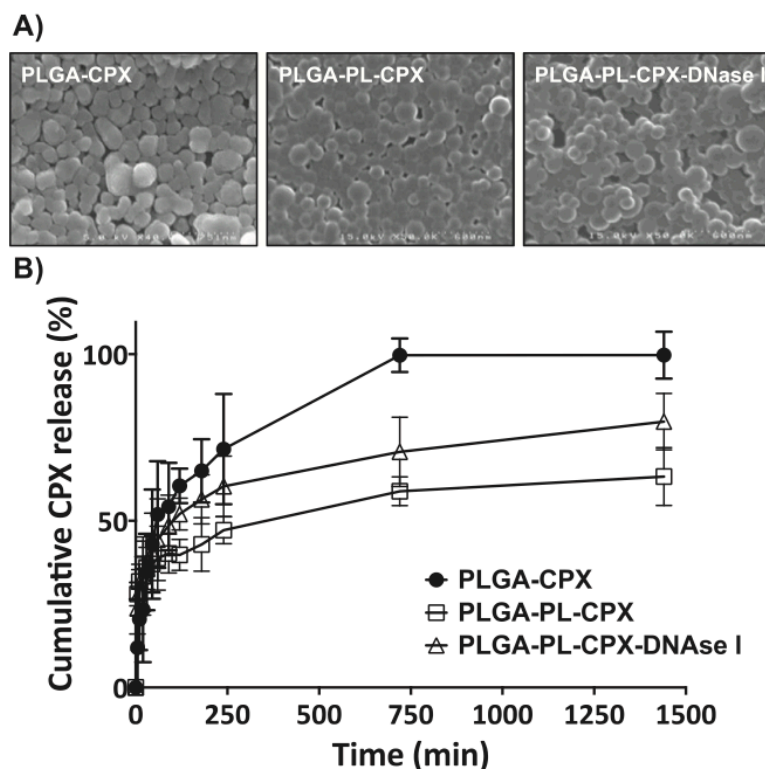 A)
PLGA-CPX
PLGA-PL-CPX
PLGA-PL-CPX-DNase I
B)
Cumulative CPX release (%)
100
50
0
PLGA-CPX
PLGA-PL-CPX
PLGA-PL-CPX-DNAse I
0 250 500 750 1000 1250 1500
Time (min)